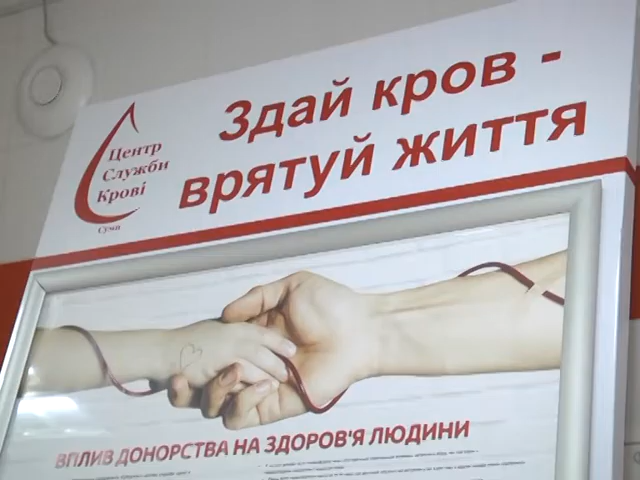 Здай кров -
врятуй життя
Центр
Служби
Крові
Суми
ВПЛИВ ДОНОРСТВА НА ЗДОРОВ'Я ЛЮДИНИ